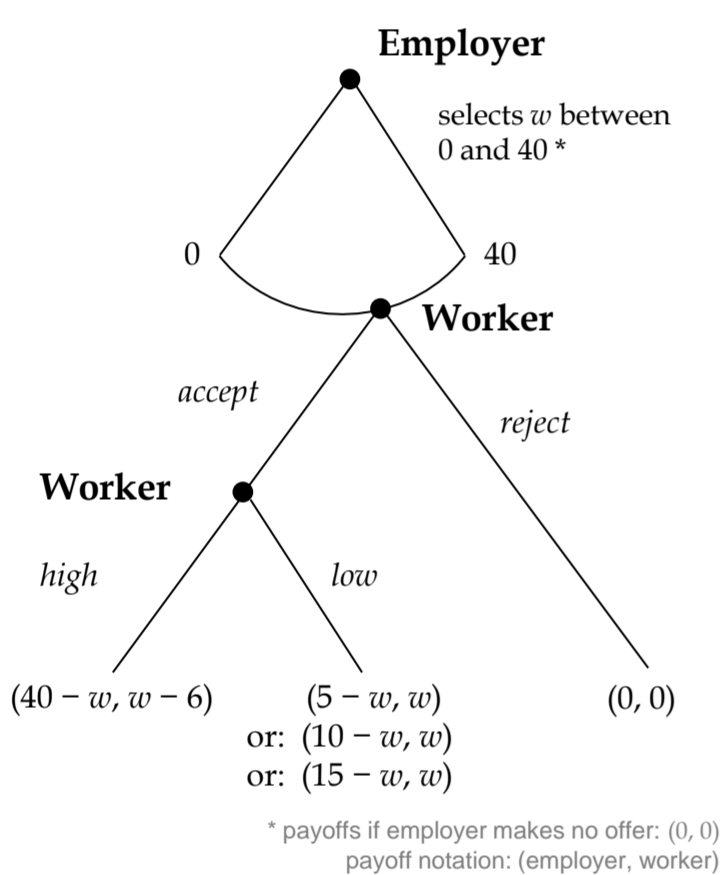 Employer
selects w between
0 and 40 *
0
40
Worker
accept
reject
Worker
high
low
(40 − w, w − 6)
(5 − w, w)
(0, 0)
or: (10 − w, w)
or: (15 − w, w)
* payoffs if employer makes no offer: (0, 0)
payoff notation: (employer, worker)